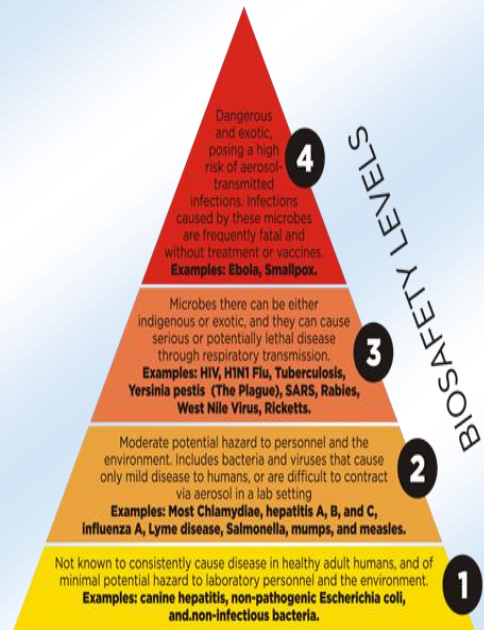 Dangerous
and exotic,
posing a high
risk of aerosol-
transmitted
infections. Infections
caused by these microbes
are frequently fatal and
without treatment or vaccines.
Examples: Ebola, Smallpox.
4
BIOSAFETY LEVELS
Microbes there can be either
indigenous or exotic, and they can cause
serious or potentially lethal disease
through respiratory transmission.
Examples: HIV, H1N1 Flu, Tuberculosis,
Yersinia pestis (The Plague), SARS, Rabies,
West Nile Virus, Ricketts.
3
Moderate potential hazard to personnel and the
environment. Includes bacteria and viruses that cause
only mild disease to humans, or are difficult to contract
via aerosol in a lab setting
Examples: Most Chlamydiae, hepatitis A, B, and C,
influenza A, Lyme disease, Salmonella, mumps, and measles.
2
Not known to consistently cause disease in healthy adult humans, and of
minimal potential hazard to laboratory personnel and the environment.
Examples: canine hepatitis, non-pathogenic Escherichia coli,
and.non-infectious bacteria.
1